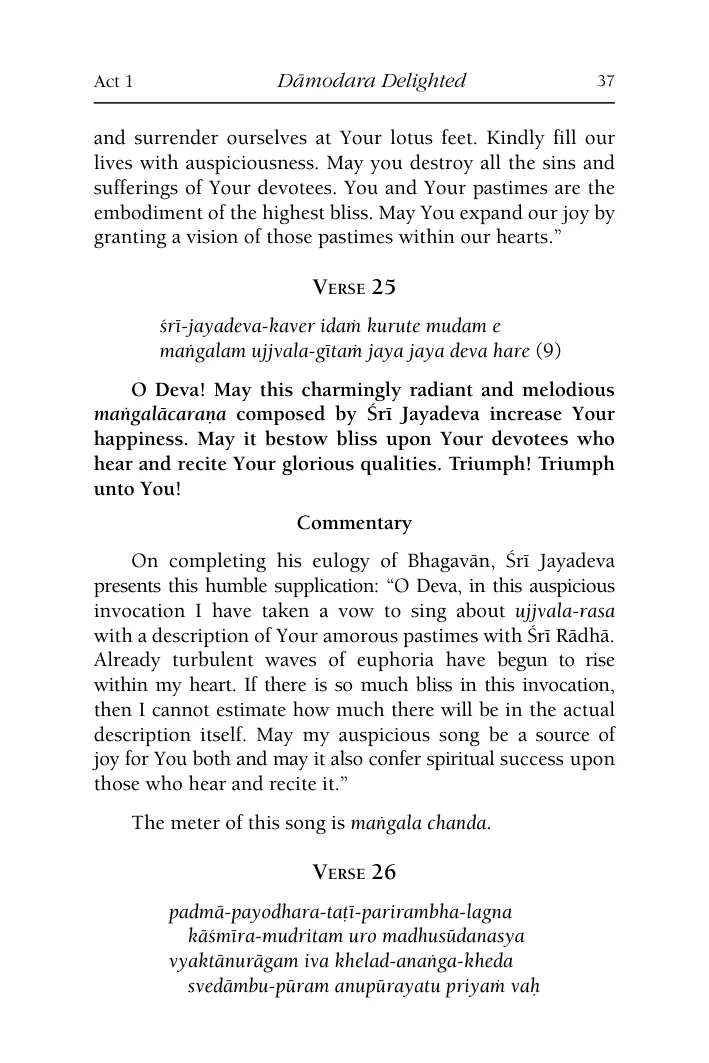 Act 1 Dāmodara Delighted 37
and surrender ourselves at Your lotus feet. Kindly fill our
lives with auspiciousness. May you destroy all the sins and
sufferings of Your devotees. You and Your pastimes are the
embodiment of the highest bliss. May You expand our joy by
granting a vision of those pastimes within our hearts.”
Verse 25
śrī-jayadeva-kaver idaṁ kurute mudam e
maṅgalam ujjvala-gītaṁ jaya jaya deva hare (9)
O Deva! May this charmingly radiant and melodious
maṅgalācaraṇa composed by Śrī Jayadeva increase Your
happiness. May it bestow bliss upon Your devotees who
hear and recite Your glorious qualities. Triumph! Triumph
unto You!
Commentary
On completing his eulogy of Bhagavān, Śrī Jayadeva
presents this humble supplication: “O Deva, in this auspicious
invocation I have taken a vow to sing about ujjvala-rasa
with a description of Your amorous pastimes with Śrī Rādhā.
Already turbulent waves of euphoria have begun to rise
within my heart. If there is so much bliss in this invocation,
then I cannot estimate how much there will be in the actual
description itself. May my auspicious song be a source of
joy for You both and may it also confer spiritual success upon
those who hear and recite it.”
The meter of this song is maṅgala chanda.
Verse 26
padmā-payodhara-taṭī-parirambha-lagna
kāśmīra-mudritam uro madhusūdanasya
vyaktānurāgam iva khelad-anaṅga-kheda
svedāmbu-pūram anupūrayatu priyaṁ vaḥ